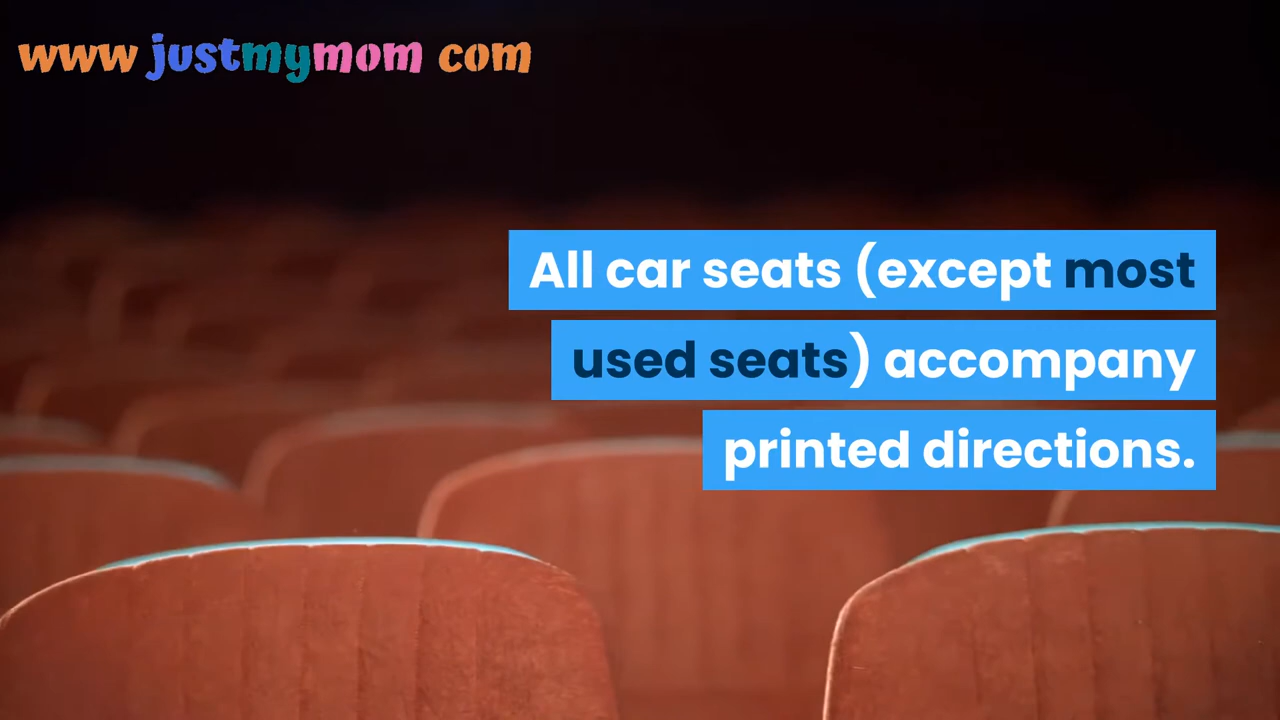 www justmymom com
All car seats (except most
used seats) accompany
printed directions.